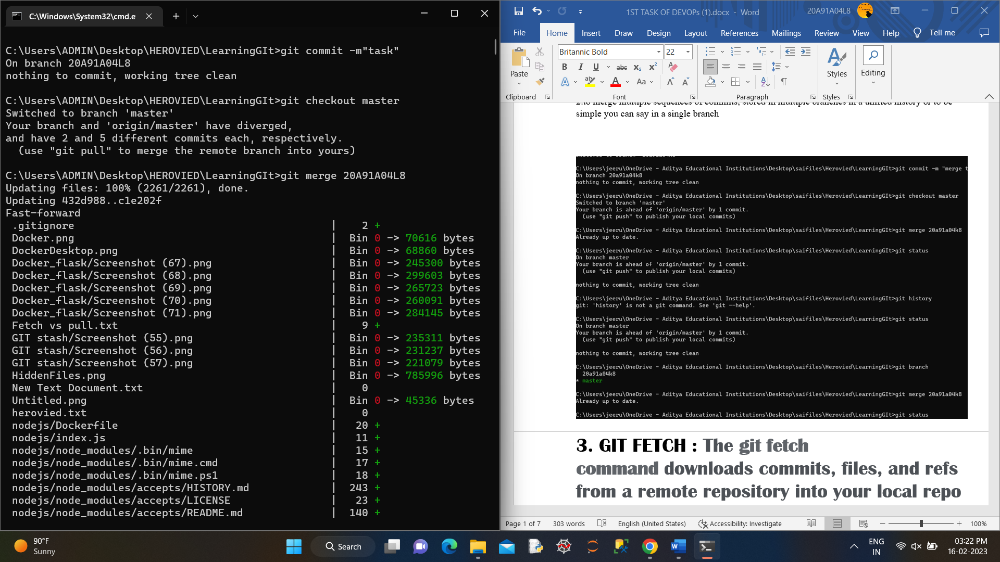 C:\Windows\System32\cmd.e
C:\Users\ADMIN\Desktop\HEROVIED\LearningGIt>git commit -m"task"
On branch 20A91A04L8
nothing to commit, working tree clean
C:\Users\ADMIN\Desktop\HEROVIED\LearningGIt>git checkout master
Switched to branch 'master'
Your branch and 'origin/master' have diverged,
and have 2 and 5 different commits each, respectively.
(use "git pull" to merge the remote branch into yours)
C:\Users\ADMIN\Desktop\HEROVIED\LearningGIt>git merge 20A91A04L8
Updating files: 100% (2261/2261), done.
Updating 432d988..c1e202f
Fast-forward
.gitignore | 2 +
Docker.png | Bin 0 -> 70616 bytes
DockerDesktop.png | Bin 0 -> 68860 bytes
Docker_flask/Screenshot (67).png | Bin 0 -> 245300 bytes
Docker_flask/Screenshot (68).png | Bin 0 -> 299603 bytes
Docker_flask/Screenshot (69).png | Bin 0 -> 265723 bytes
Docker_flask/Screenshot (70).png | Bin 0 -> 260091 bytes
Docker_flask/Screenshot (71).png | Bin 0 -> 284145 bytes
Fetch vs pull.txt | 9 +
GIT stash/Screenshot (55).png | Bin 0 -> 235311 bytes
GIT stash/Screenshot (56).png | Bin 0 -> 231237 bytes
GIT stash/Screenshot (57).png | Bin 0 -> 221079 bytes
HiddenFiles.png | Bin 0 -> 785996 bytes
New Text Document.txt | 0
Untitled.png | Bin 0 -> 45336 bytes
herovied.txt | 0
nodejs/Dockerfile | 20 +
nodejs/index.js | 11 +
nodejs/node_modules/.bin/mime | 15 +
nodejs/node_modules/.bin/mime.cmd | 17 +
nodejs/node_modules/.bin/mime.ps1 | 18 +
nodejs/node_modules/accepts/HISTORY.md | 243 +
nodejs/node_modules/accepts/LICENSE | 23 +
nodejs/node_modules/accepts/README.md | 140 +
1ST TASK OF DEVOPs (1).docx - Word
20A91A04L8
File Home Insert Draw Design Layout References Mailings Review View Help Tell me
Paste
Britannic Bold 22
B I U abc X₂ X²
A ab A Aa A A
Styles
Editing
Clipboard Font Paragraph Styles
2.to merge multiple sequences of commits, stored in multiple branches in a unified history or to be
simple you can say in a single branch
C:\Users\jeeru\OneDrive - Aditya Educational Institutions\Desktop\saifiles\Herovied\LearningGIt>git commit -m "merge t
On branch 20a91a04k8
nothing to commit, working tree clean
C:\Users\jeeru\OneDrive - Aditya Educational Institutions\Desktop\saifiles\Herovied\LearningGIt>git checkout master
Switched to branch 'master'
Your branch is ahead of 'origin/master' by 1 commit.
(use "git push" to publish your local commits)
C:\Users\jeeru\OneDrive - Aditya Educational Institutions\Desktop\saifiles\Herovied\LearningGIt>git merge 20a91a04k8
Already up to date.
C:\Users\jeeru\OneDrive - Aditya Educational Institutions\Desktop\saifiles\Herovied\LearningGIt>git status
On branch master
Your branch is ahead of 'origin/master' by 1 commit.
(use "git push" to publish your local commits)
nothing to commit, working tree clean
C:\Users\jeeru\OneDrive - Aditya Educational Institutions\Desktop\saifiles\Herovied\LearningGIt>git history
git: 'history' is not a git command. See 'git --help'.
C:\Users\jeeru\OneDrive - Aditya Educational Institutions\Desktop\saifiles\Herovied\LearningGIt>git status
On branch master
Your branch is ahead of 'origin/master' by 1 commit.
(use "git push" to publish your local commits)
nothing to commit, working tree clean
C:\Users\jeeru\OneDrive - Aditya Educational Institutions\Desktop\saifiles\Herovied\LearningGIt>git branch
20a91a04k8
* master
C:\Users\jeeru\OneDrive - Aditya Educational Institutions\Desktop\saifiles\Herovied\LearningGIt>git merge 20a91a04k8
Already up to date.
C:\Users\jeeru\OneDrive - Aditya Educational Institutions\Desktop\saifiles\Herovied\LearningGIt>git status
3. GIT FETCH : The git fetch
command downloads commits, files, and refs
from a remote repository into your local repo
Page 1 of 7 303 words English (United States) Accessibility: Investigate 100%
90°F
Sunny
Search
ENG
IN
03:22 PM
16-02-2023